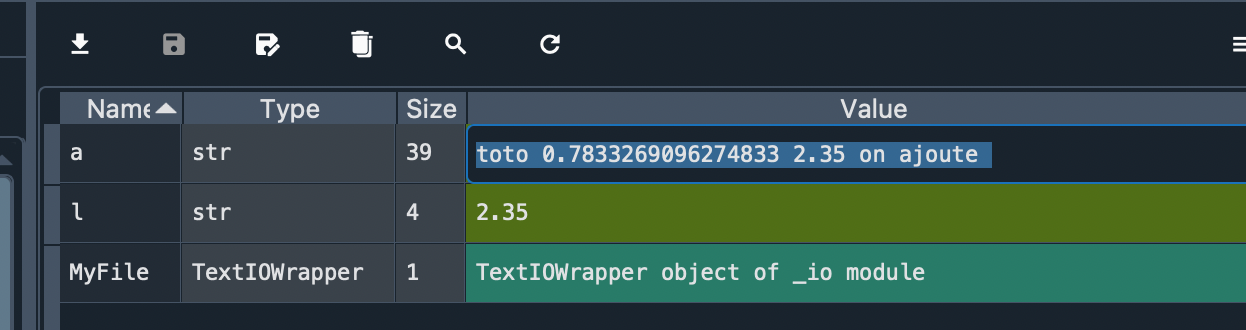 Name Type Size Value
a str 39 toto 0.7833269096274833 2.35 on ajoute
l str 4 2.35
MyFile TextIOWrapper 1 TextIOWrapper object of _io module